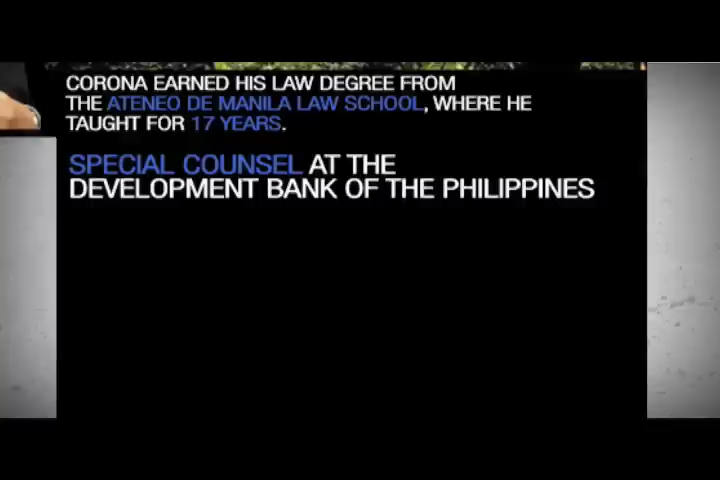 CORONA EARNED HIS LAW DEGREE FROM
THE ATENEO DE MANILA LAW SCHOOL, WHERE HE
TAUGHT FOR 17 YEARS.
SPECIAL COUNSEL AT THE
DEVELOPMENT BANK OF THE PHILIPPINES